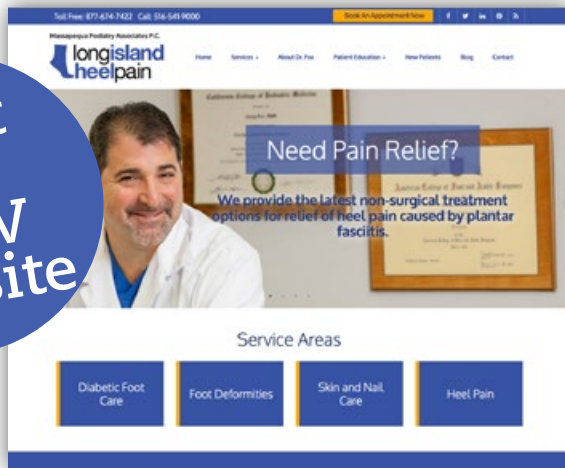 Toll Free: 877-674-7422 Call: 516-541-9000
Book An Appointment Now
Massapequa Podiatry Associates P.C.
longisland
heelpain
Home Services About Dr. Fox Patient Education New Patients Blog Contact
site
Need Pain Relief?
We provide the latest non-surgical treatment
options for relief of heel pain caused by plantar
fasciitis.
Service Areas
Diabetic Foot
Care
Foot Deformities
Skin and Nail
Care
Heel Pain